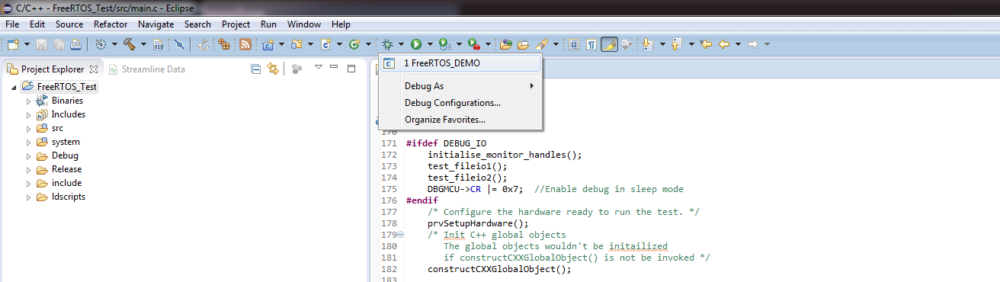 C/C++ - FreeRTOS_Test/src/main.c - Eclipse
File Edit Source Refactor Navigate Search Project Run Window Help
010
Project Explorer Streamline Data
FreeRTOS_Test
Binaries
Includes
src
system
Debug
Release
include
ldscripts
1 FreeRTOS_DEMO
Debug As
Debug Configurations...
Organize Favorites...
170
171 #ifdef DEBUG_IO
172 initialise_monitor_handles();
173 test_fileio1();
174 test_fileio2();
175 DBGMCU->CR |= 0x7; //Enable debug in sleep mode
176 #endif
177 /* Configure the hardware ready to run the test. */
178 prvSetupHardware();
179 /* Init C++ global objects
180 The global objects wouldn't be initailized
181 if constructCXXGlobalObject() is not be invoked */
182 constructCXXGlobalObject();
183